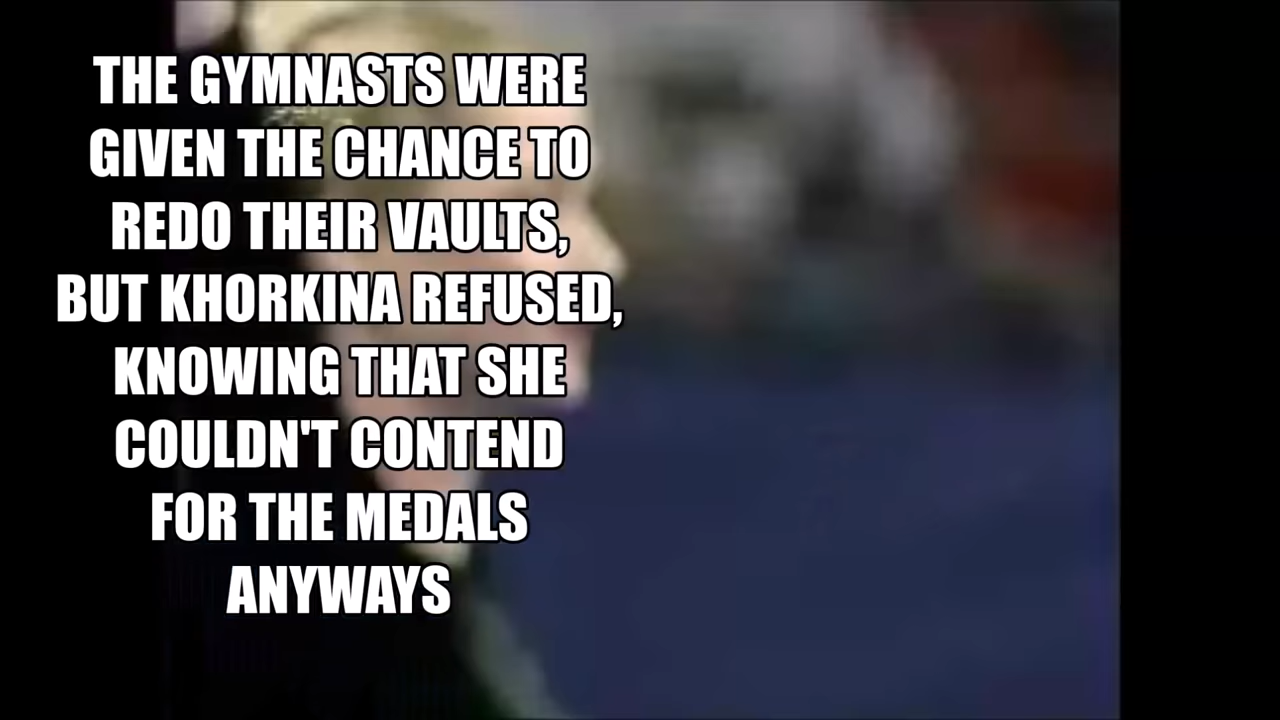 THE GYMNASTS WERE
GIVEN THE CHANCE TO
REDO THEIR VAULTS,
BUT KHORKINA REFUSED,
KNOWING THAT SHE
COULDN'T CONTEND
FOR THE MEDALS
ANYWAYS